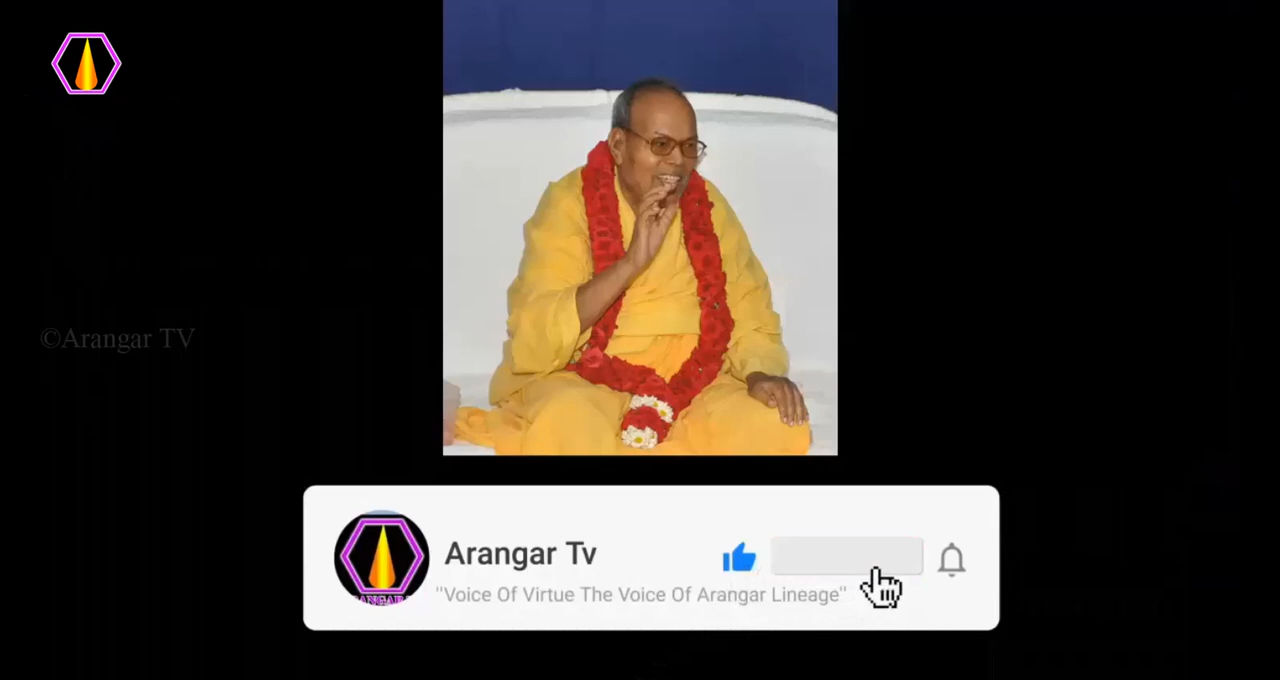 ©Arangar TV
Arangar Tv
"Voice Of Virtue The Voice Of Arangar Lineage"